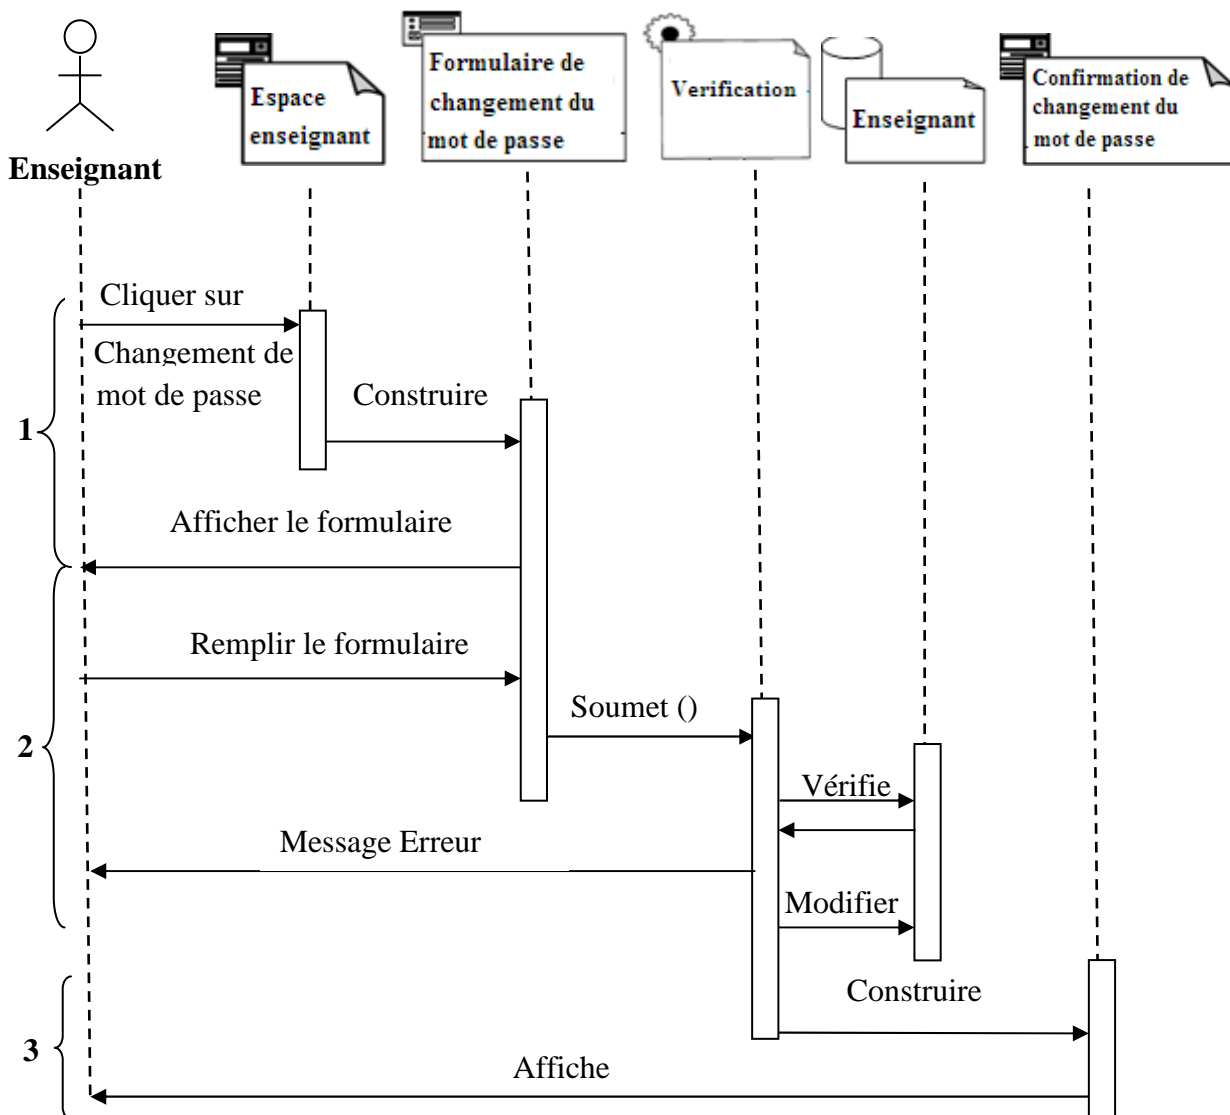 Espace
enseignant
Formulaire de
changement du
mot de passe
Verification
Enseignant
Confirmation de
changement du
mot de passe
Enseignant
Cliquer sur
Changement de
mot de passe
Construire
1
Afficher le formulaire
Remplir le formulaire
Soumet ()
2
Vérifie
Message Erreur
Modifier
Construire
3
Affiche